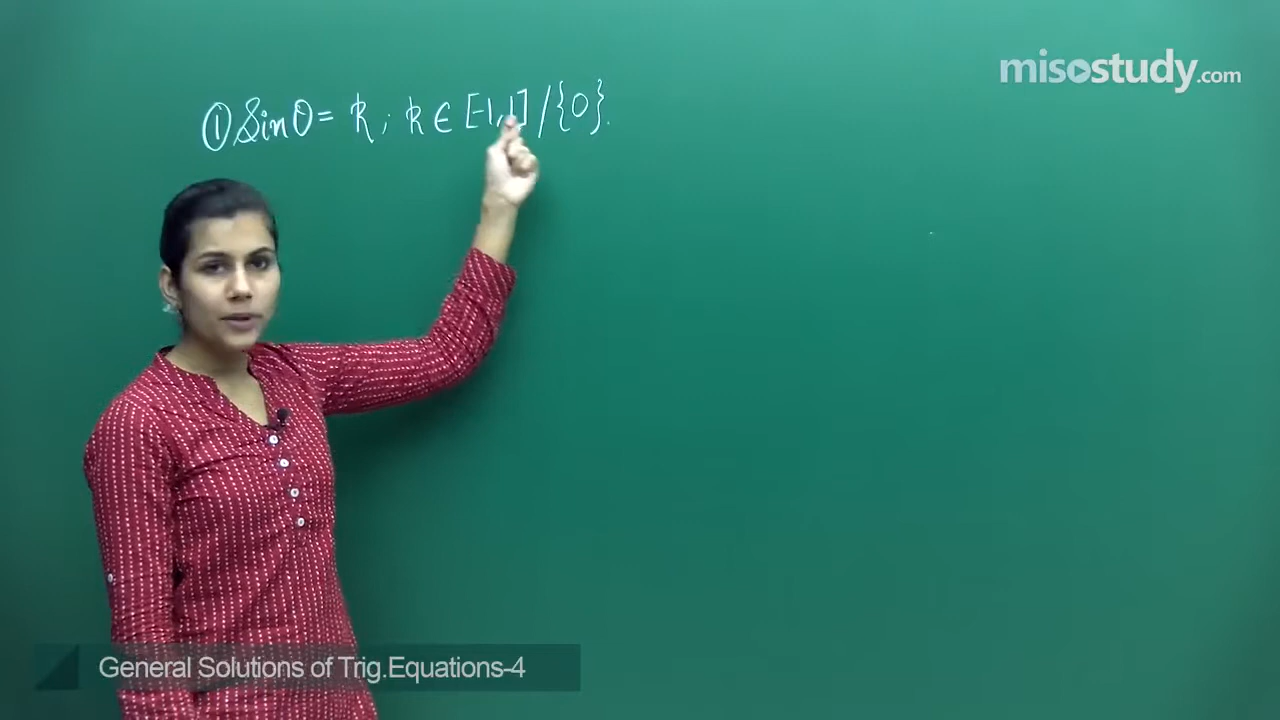 misostudy.com
① Sinθ = k ; k ∈ [-1,1] / {0}.
General Solutions of Trig.Equations-4